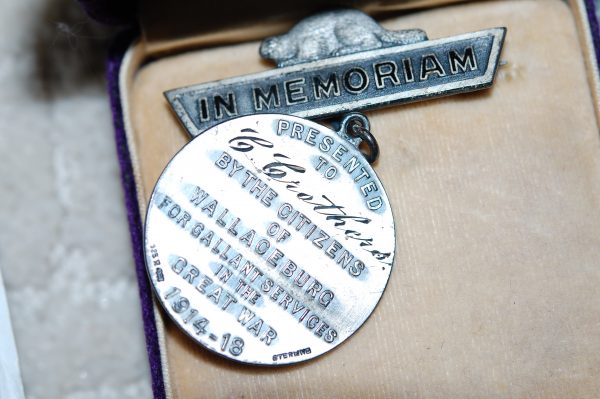 IN MEMORIAM
PRESENTED
TO
C. Crothers.
BY THE CITIZENS
OF
WALLACEBURG
FOR GALLANT SERVICES
IN THE
GREAT WAR
1914-18
STERLING